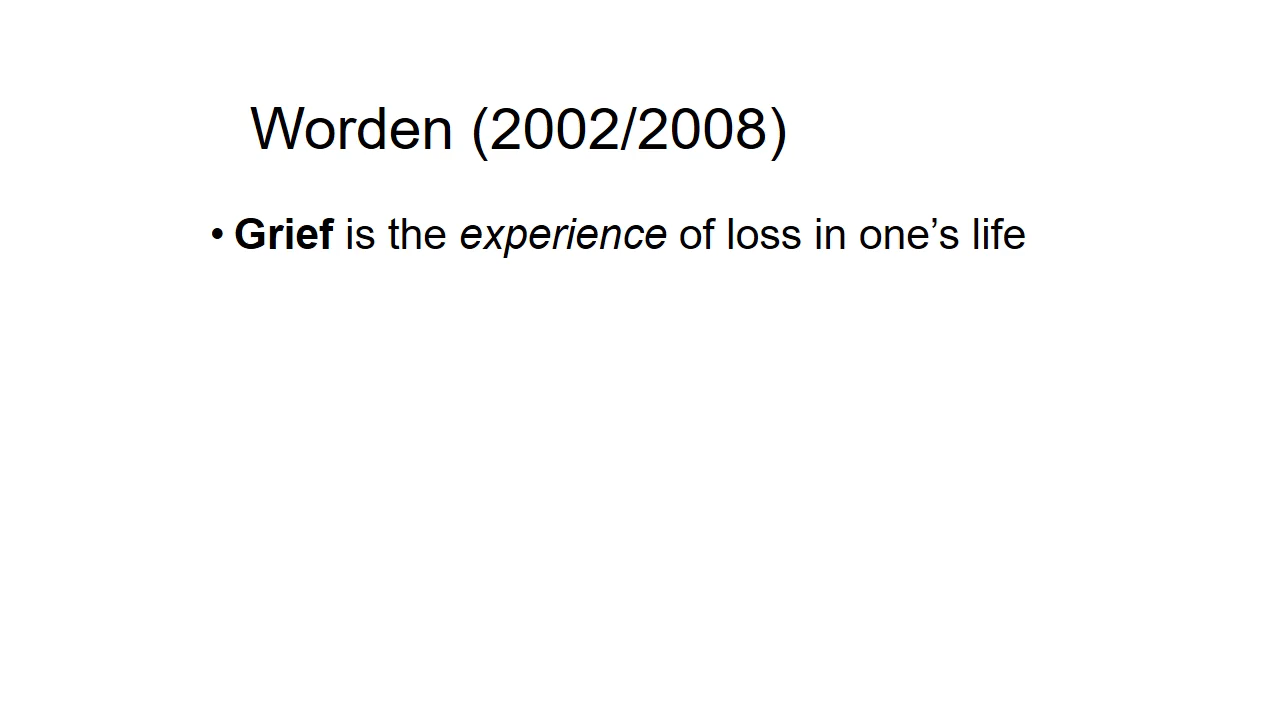 Worden (2002/2008)
• Grief is the experience of loss in one’s life